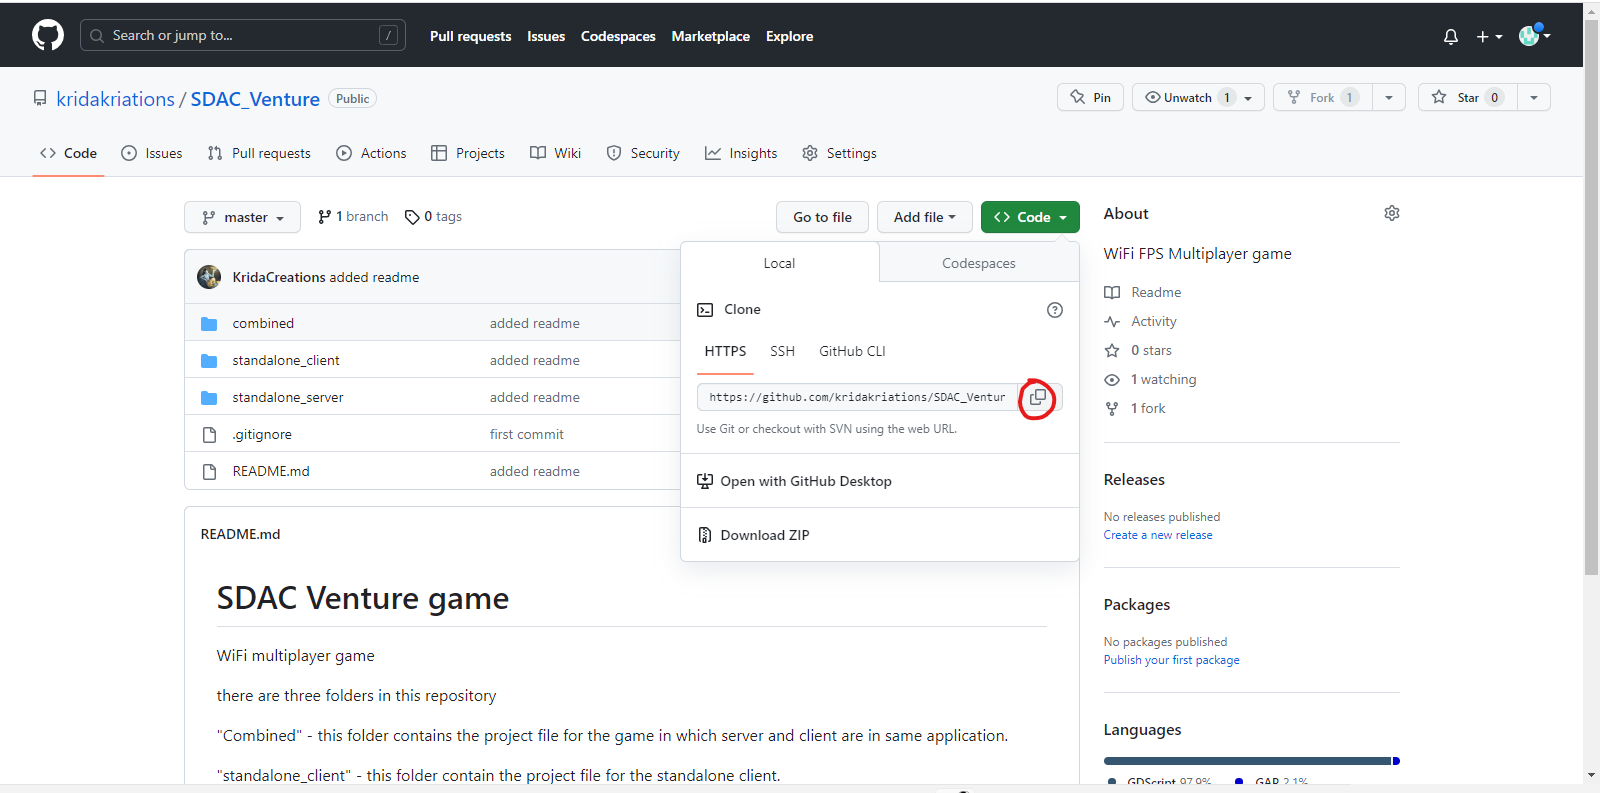 Search or jump to...
/
Pull requests Issues Codespaces Marketplace Explore
kridakriations / SDAC_Venture Public
Pin
Unwatch 1
Fork 1
Star 0
Code Issues Pull requests Actions Projects Wiki Security Insights Settings
master
1 branch 0 tags
Go to file
Add file
Code
KridaCreations added readme
combined added readme
standalone_client added readme
standalone_server added readme
.gitignore first commit
README.md added readme
Local
Codespaces
Clone
HTTPS SSH GitHub CLI
https://github.com/kridakriations/SDAC_Ventur
Use Git or checkout with SVN using the web URL.
Open with GitHub Desktop
Download ZIP
README.md
SDAC Venture game
WiFi multiplayer game
there are three folders in this repository
"Combined" - this folder contains the project file for the game in which server and client are in same application.
"standalone_client" - this folder contain the project file for the standalone client.
About
WiFi FPS Multiplayer game
Readme
Activity
0 stars
1 watching
1 fork
Releases
No releases published
Create a new release
Packages
No packages published
Publish your first package
Languages
GDScript 97.9% GAP 2.1%